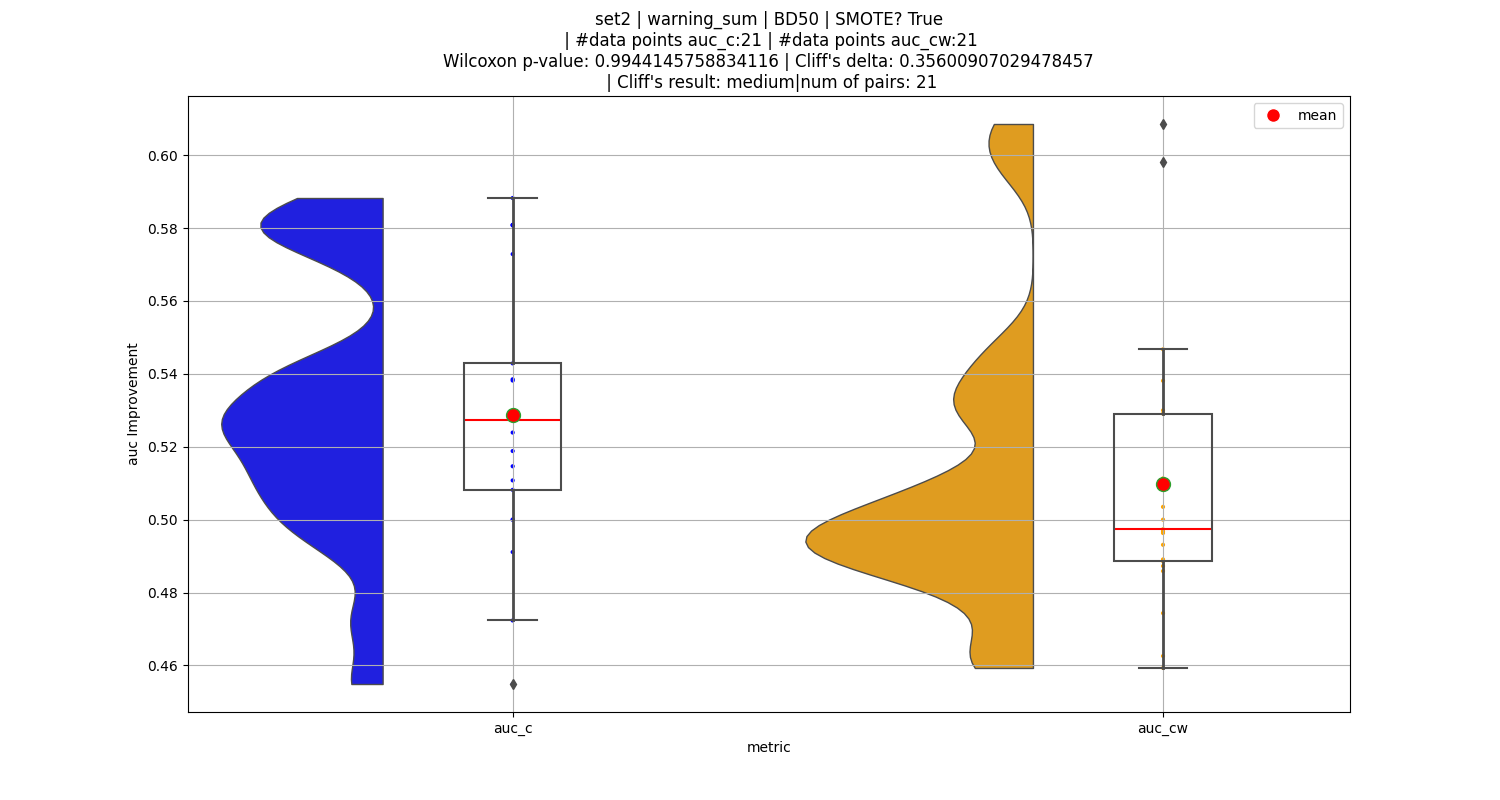 set2 | warning_sum | BD50 | SMOTE? True
| #data points auc_c:21 | #data points auc_cw:21
Wilcoxon p-value: 0.9944145758834116 | Cliff's delta: 0.35600907029478457
| Cliff's result: medium|num of pairs: 21
mean
0.60
0.58
0.56
0.54
0.52
0.50
0.48
0.46
auc Improvement
auc_c
auc_cw
metric